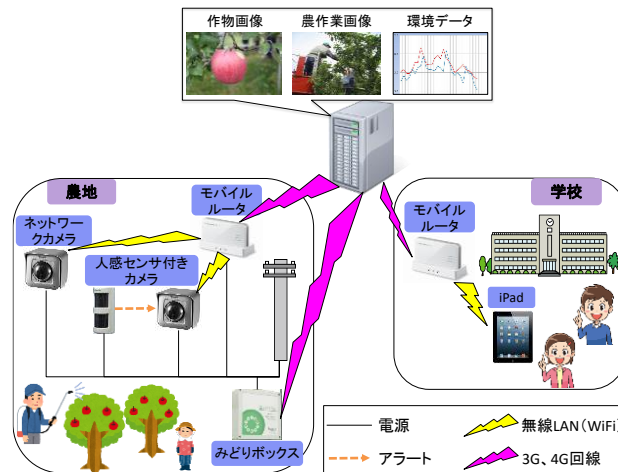 作物画像
農作業画像
環境データ
農地
モバイル
ルータ
ネットワー
クカメラ
人感センサ付き
カメラ
みどりボックス
学校
モバイル
ルータ
iPad
電源
無線LAN(WiFi)
アラート
3G、4G回線